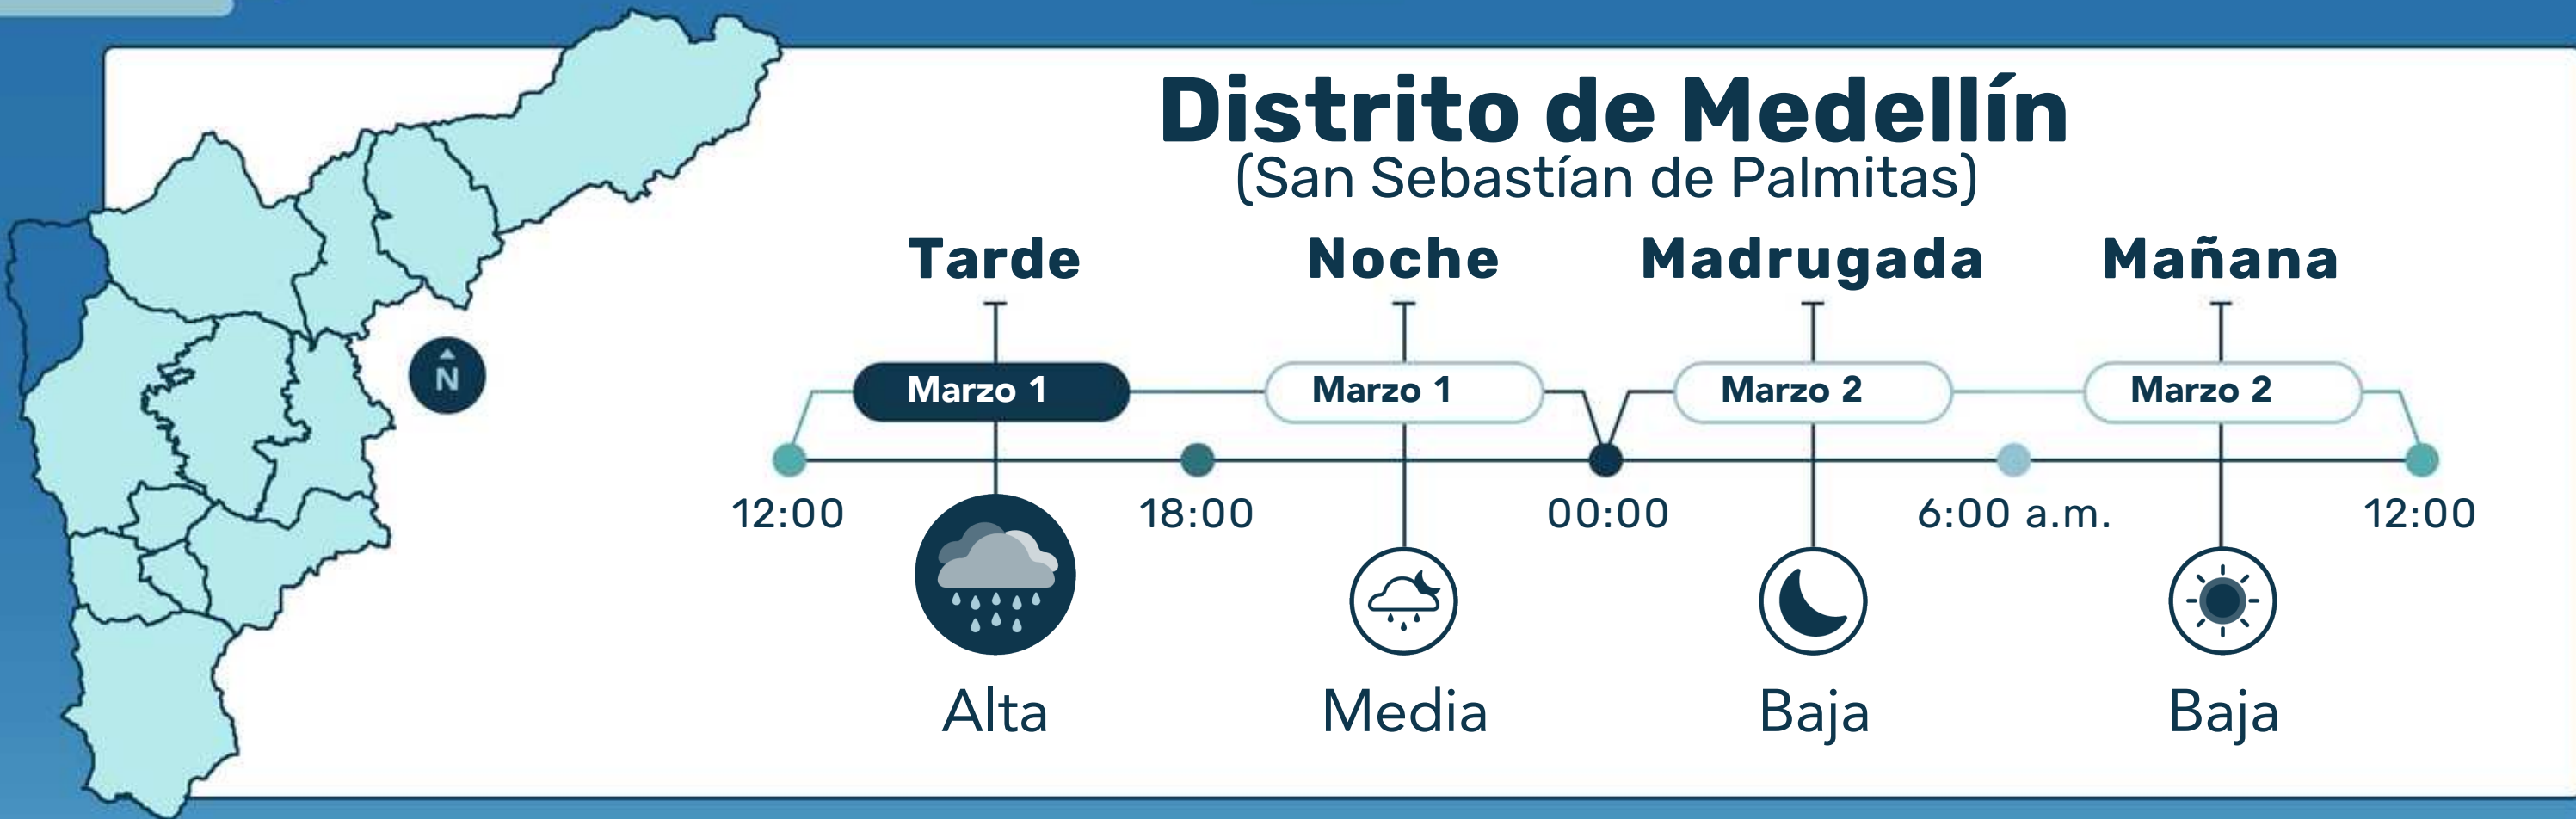 Distrito de Medellín
(San Sebastían de Palmitas)
Tarde Noche Madrugada Mañana
Marzo 1 Marzo 1 Marzo 2 Marzo 2
N
12:00 18:00 00:00 6:00 a.m. 12:00
Alta Media Baja Baja